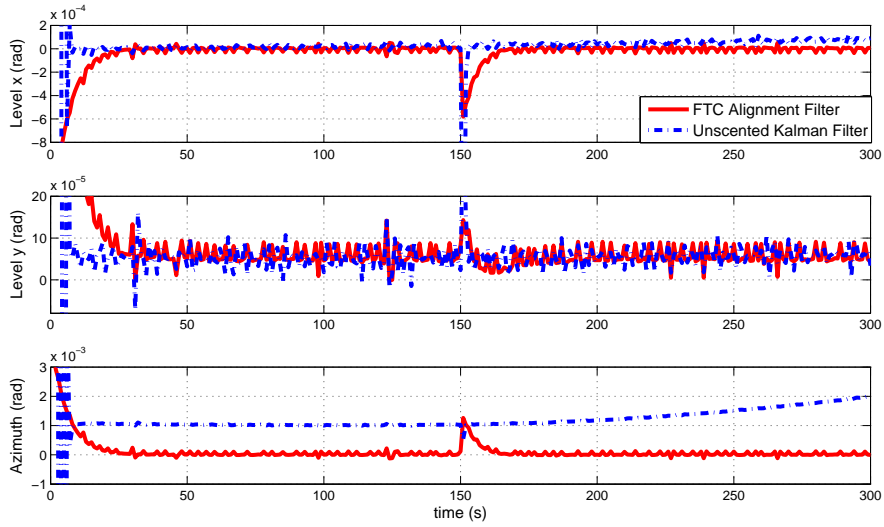 x 10⁻⁴
2
0
−2
−4
−6
−8
Level x (rad)
0 50 100 150 200 250 300
FTC Alignment Filter
Unscented Kalman Filter
x 10⁻⁵
20
10
0
Level y (rad)
0 50 100 150 200 250 300
x 10⁻³
3
2
1
0
−1
Azimuth (rad)
0 50 100 150 200 250 300
time (s)